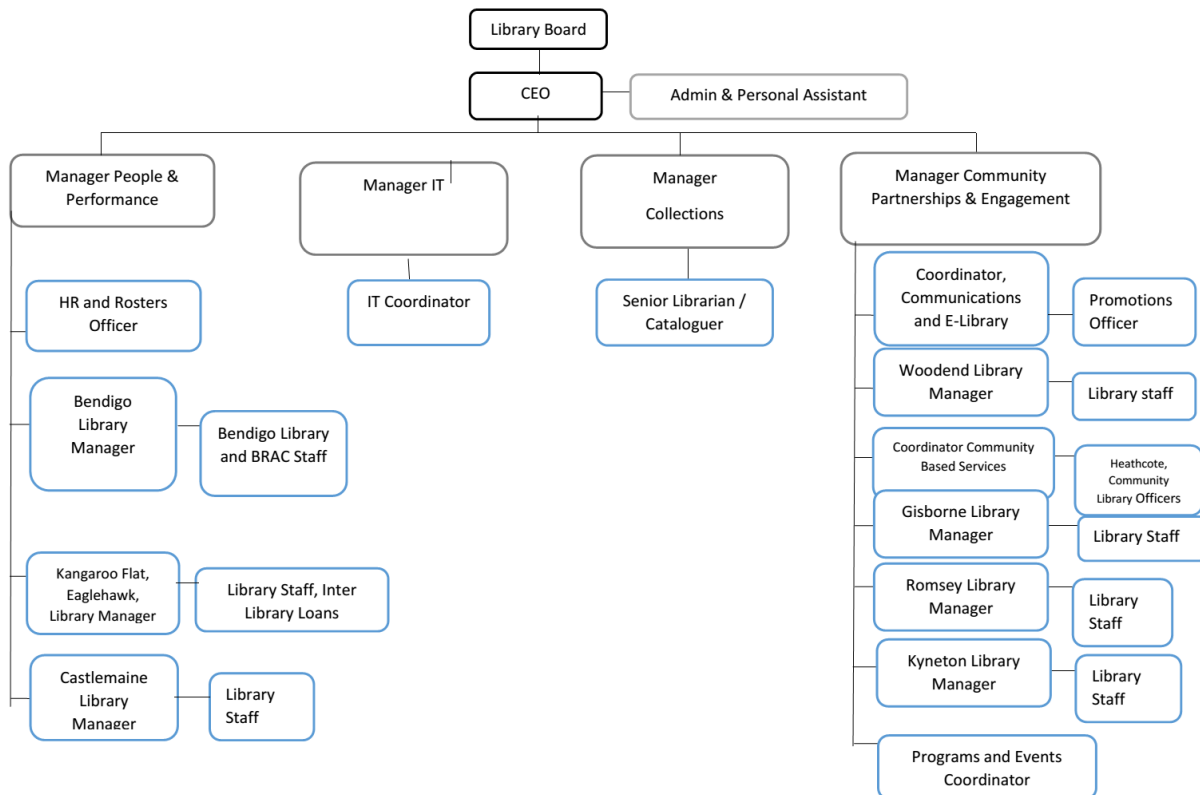 Library Board
CEO
Admin & Personal Assistant
Manager People &
Performance
Manager IT
Manager
Collections
Manager Community
Partnerships & Engagement
HR and Rosters
Officer
Bendigo
Library
Manager
Bendigo Library
and BRAC Staff
Kangaroo Flat,
Eaglehawk,
Library Manager
Library Staff, Inter
Library Loans
Castlemaine
Library
Manager
Library
Staff
IT Coordinator
Senior Librarian /
Cataloguer
Coordinator,
Communications
and E-Library
Promotions
Officer
Woodend Library
Manager
Library staff
Coordinator Community
Based Services
Heathcote,
Community
Library Officers
Gisborne Library
Manager
Library Staff
Romsey Library
Manager
Library
Staff
Kyneton Library
Manager
Library
Staff
Programs and Events
Coordinator